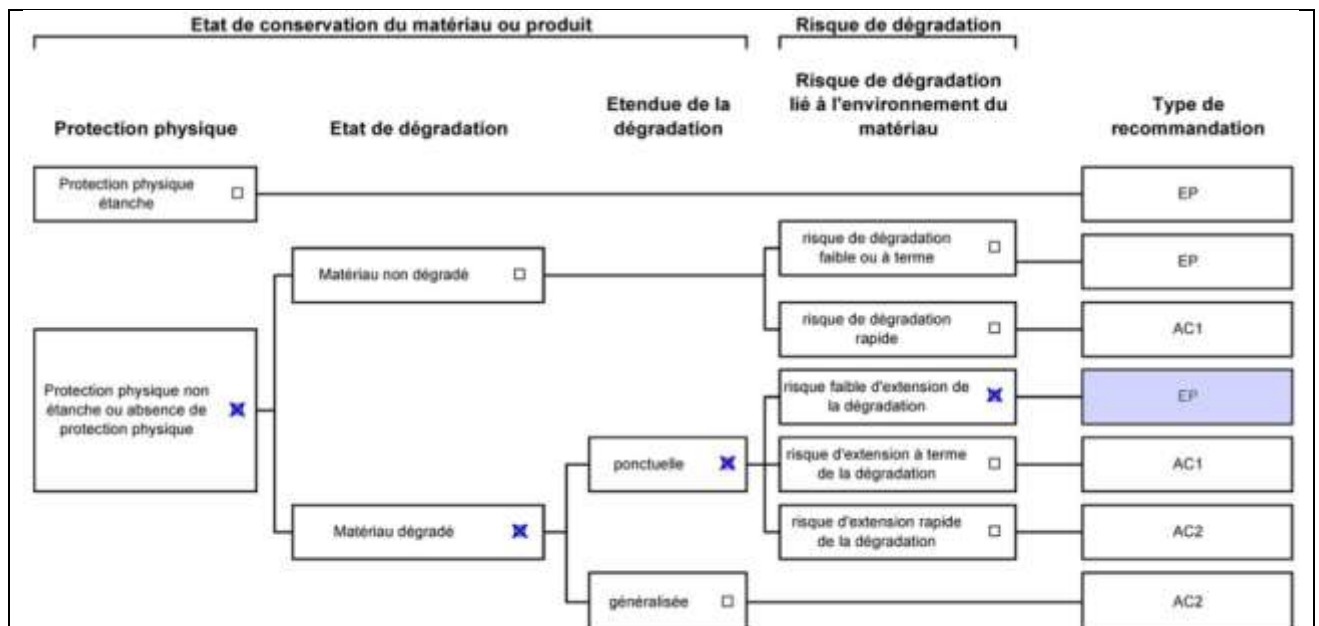 Etat de conservation du matériau ou produit
Risque de dégradation
Protection physique
Etat de dégradation
Etendue de la
dégradation
Risque de dégradation
lié à l'environnement du
matériau
Type de
recommandation
Protection physique
étanche
EP
Matériau non dégradé
risque de dégradation
faible ou à terme
EP
risque de dégradation
rapide
AC1
Protection physique non
étanche ou absence de
protection physique
risque faible d'extension de
la dégradation
EP
ponctuelle
risque d'extension à terme
de la dégradation
AC1
Matériau dégradé
risque d'extension rapide
de la dégradation
AC2
généralisée
AC2